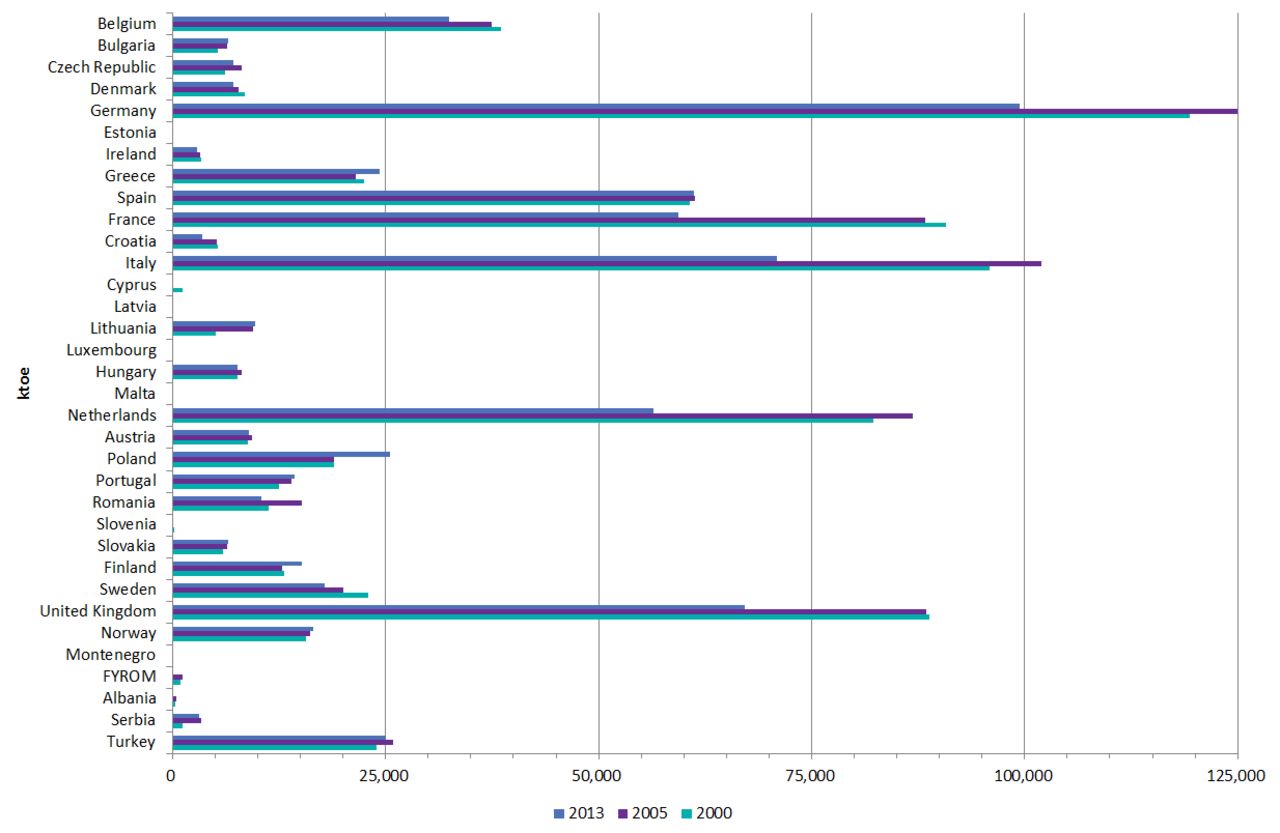 Belgium
Bulgaria
Czech Republic
Denmark
Germany
Estonia
Ireland
Greece
Spain
France
Croatia
Italy
Cyprus
Latvia
Lithuania
Luxembourg
Hungary
Malta
Netherlands
Austria
Poland
Portugal
Romania
Slovenia
Slovakia
Finland
Sweden
United Kingdom
Norway
Montenegro
FYROM
Albania
Serbia
Turkey
ktoe
0 25,000 50,000 75,000 100,000 125,000
2013 2005 2000